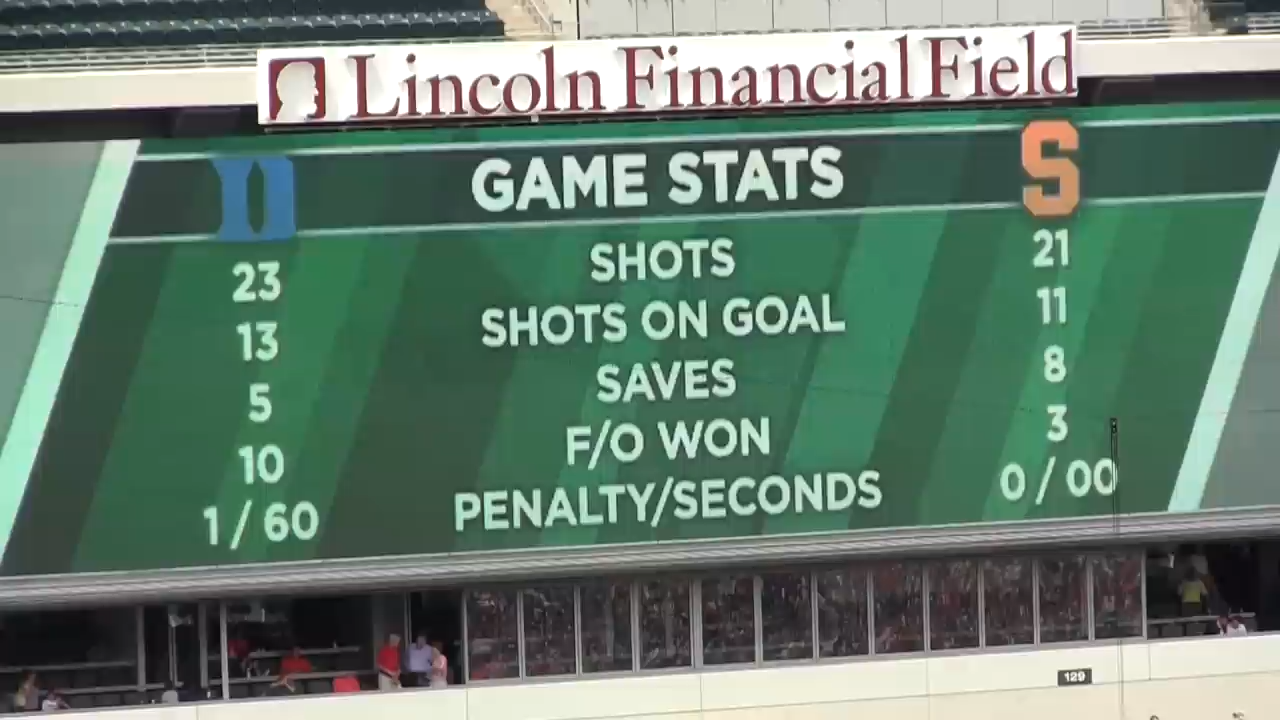 Lincoln Financial Field
D GAME STATS S
23 SHOTS 21
13 SHOTS ON GOAL 11
5 SAVES 8
10 F/O WON 3
1 / 60 PENALTY/SECONDS 0 / 00
129